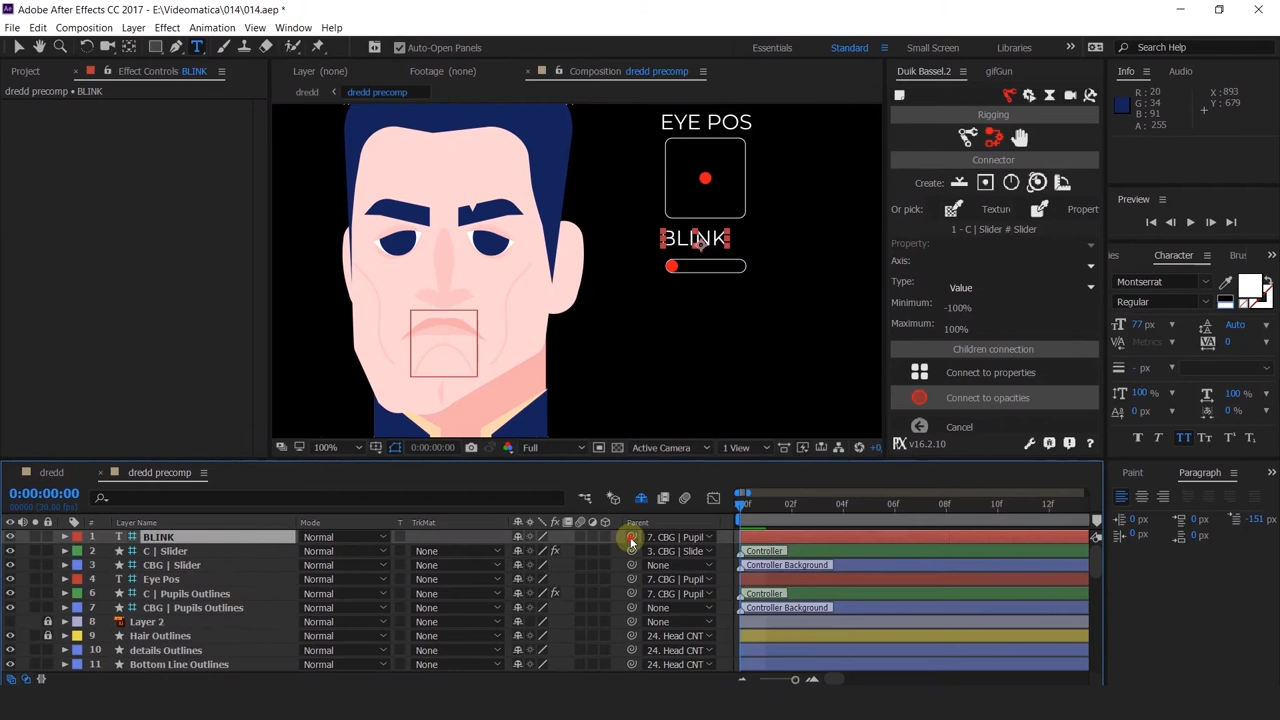 Adobe After Effects CC 2017 - E:\Videomatica\014\014.aep *
File Edit Composition Layer Effect Animation View Window Help
Auto-Open Panels
Essentials Standard Small Screen Libraries Search Help
Project Effect Controls BLINK Layer (none) Footage (none) Composition dredd precomp Duik Bassel.2 gifGun Info Audio
dredd precomp • BLINK
dredd dredd precomp
R: 20
G: 34
B: 91
A: 255
X: 893
Y: 679
EYE POS
BLINK
Rigging
Connector
Create:
Or pick: Texture Property
1 - C | Slider # Slider
Property:
Axis:
Type: Value
Minimum: -100%
Maximum: 100%
Children connection
Connect to properties
Connect to opacities
Cancel
v16.2.10
Preview
Character Brus
Montserrat
Regular
77 px Auto
Metrics 0
- px
100 % 100 %
0 px 0 %
Paint Paragraph
0 px 0 px -151 px
0 px 0 px
100% 0:00:00:00 Full Active Camera 1 View +0
dredd dredd precomp
0:00:00:00
00000 (20.00 fps)
# Layer Name Mode T TrkMat Parent
02f 04f 06f 08f 10f 12f
1 BLINK Normal 7. CBG | Pupil
2 C | Slider Normal None 3. CBG | Slide Controller
3 CBG | Slider Normal None None Controller Background
4 Eye Pos Normal None 7. CBG | Pupil
6 C | Pupils Outlines Normal None 7. CBG | Pupil Controller
7 CBG | Pupils Outlines Normal None None Controller Background
8 Layer 2 Normal None None
9 Hair Outlines Normal None 24. Head CNT
10 details Outlines Normal None 24. Head CNT
11 Bottom Line Outlines Normal None 24. Head CNT